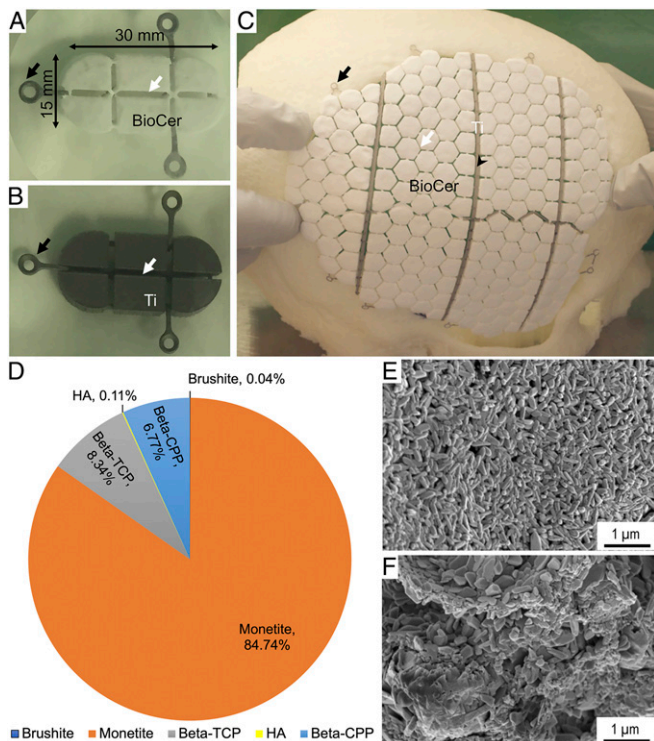 A
30 mm
15 mm
BioCer
B
Ti
C
Ti
BioCer
D
HA, 0.11%
Brushite, 0.04%
Beta-TCP,
8.34%
Beta-CPP,
6.77%
Monetite,
84.74%
Brushite Monetite Beta-TCP HA Beta-CPP
E
1 µm
F
1 µm